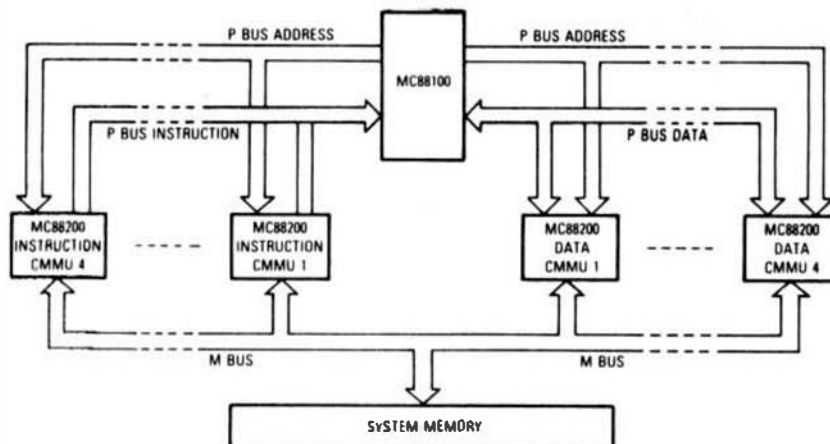 P BUS ADDRESS
P BUS ADDRESS
MC88100
P BUS INSTRUCTION
P BUS DATA
MC88200
INSTRUCTION
CMMU 4
MC88200
INSTRUCTION
CMMU 1
MC88200
DATA
CMMU 1
MC88200
DATA
CMMU 4
M BUS
M BUS
SYSTEM MEMORY